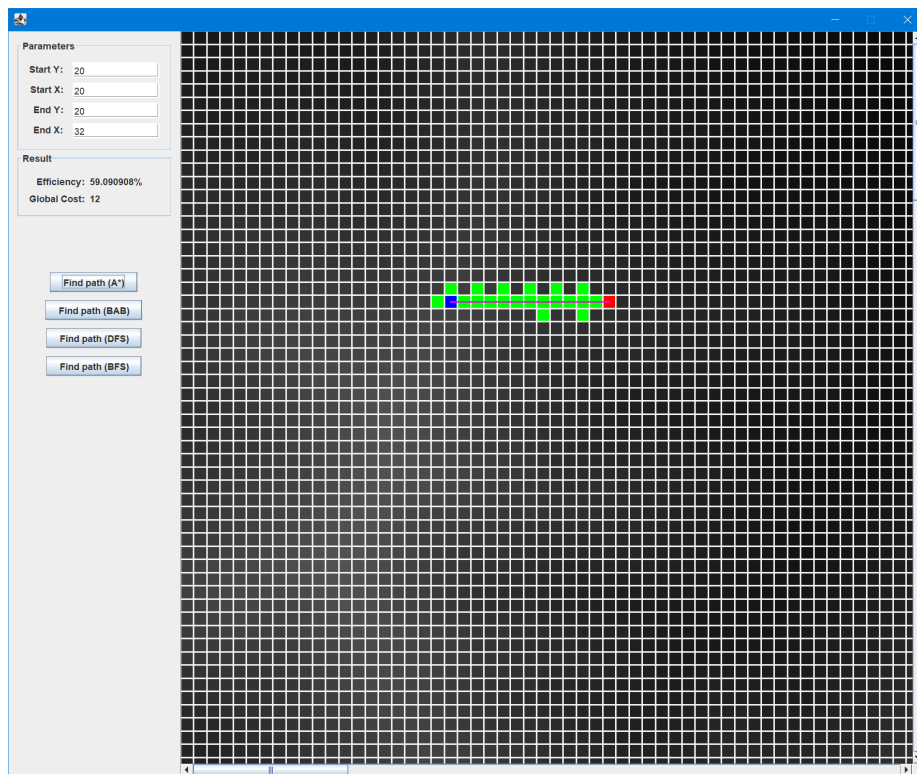 Parameters
Start Y: 20
Start X: 20
End Y: 20
End X: 32
Result
Efficiency: 59.090908%
Global Cost: 12
Find path (A*)
Find path (BAB)
Find path (DFS)
Find path (BFS)